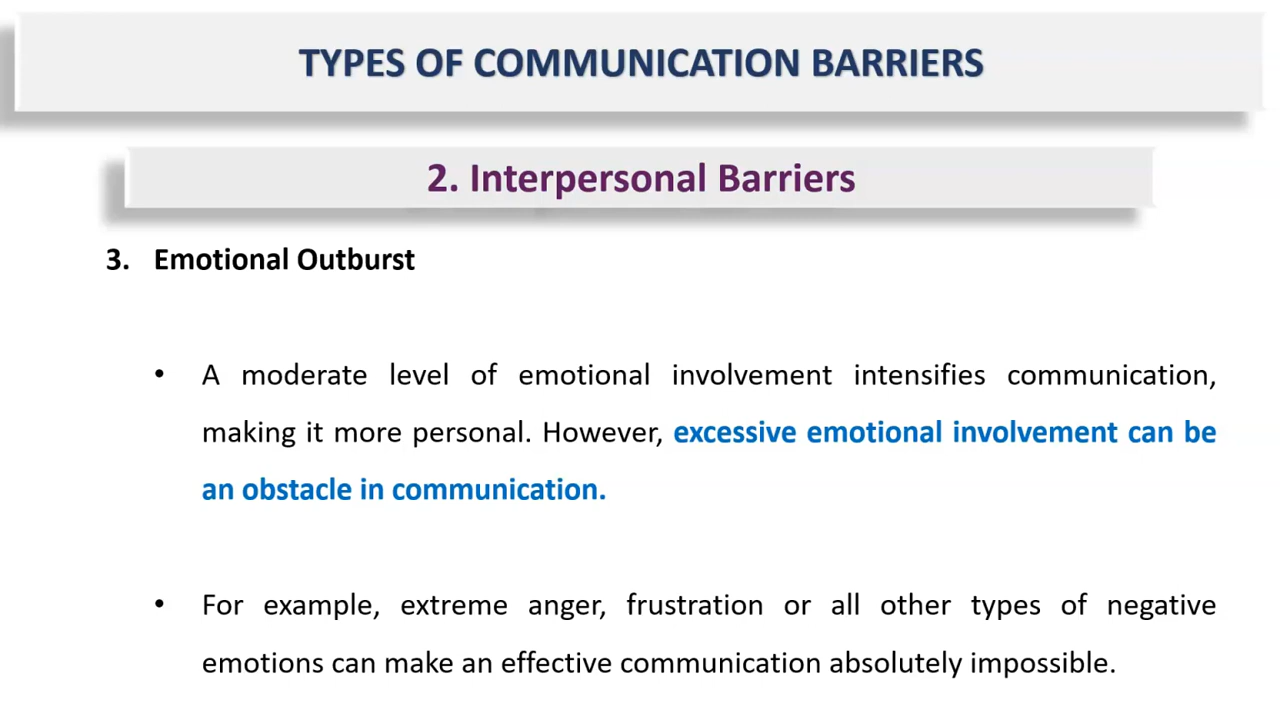 TYPES OF COMMUNICATION BARRIERS
2. Interpersonal Barriers
3. Emotional Outburst
• A moderate level of emotional involvement intensifies communication,
making it more personal. However, excessive emotional involvement can be
an obstacle in communication.
• For example, extreme anger, frustration or all other types of negative
emotions can make an effective communication absolutely impossible.